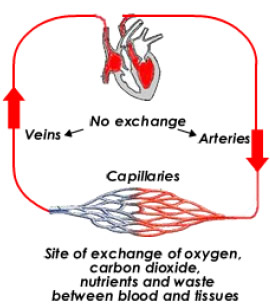 No exchange
Veins
Arteries
Capillaries
Site of exchange of oxygen,
carbon dioxide,
nutrients and waste
between blood and tissues